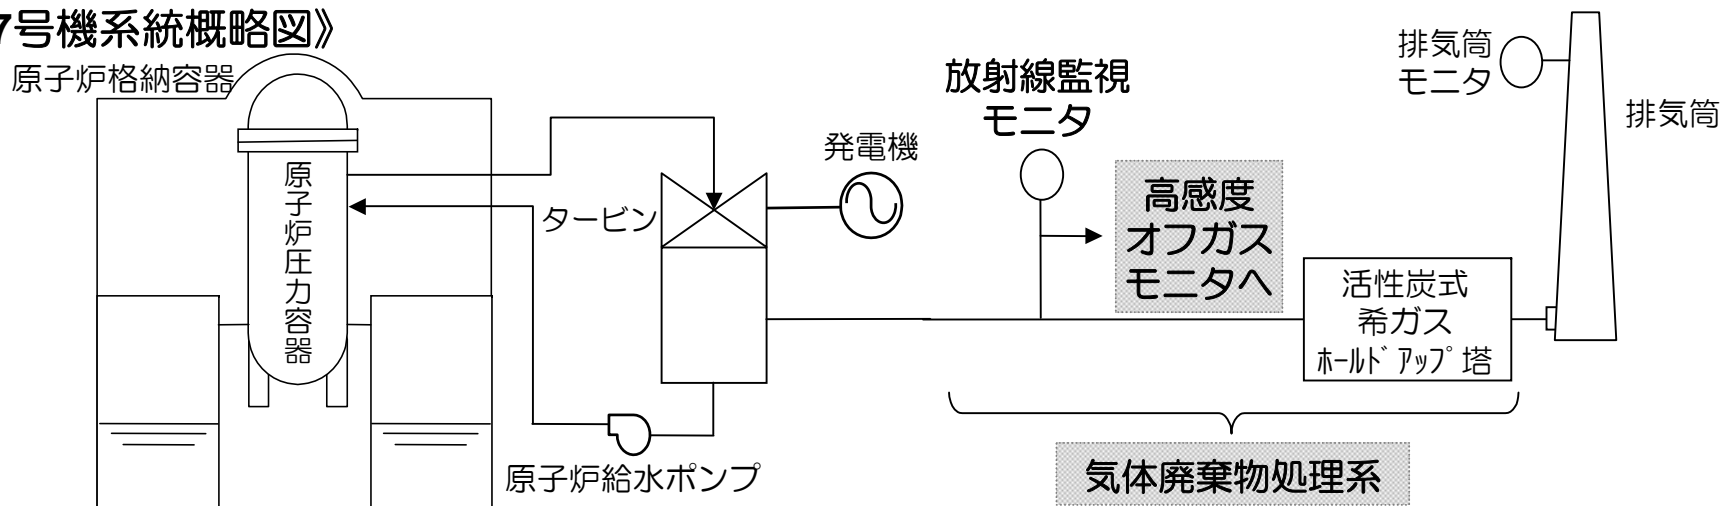 7号機系統概略図》
原子炉格納容器
原子炉圧力容器
タービン
発電機
原子炉給水ポンプ
放射線監視
モニタ
高感度
オフガス
モニタへ
活性炭式
希ガス
ﾎｰﾙﾄﾞｱｯﾌﾟ塔
気体廃棄物処理系
排気筒
モニタ
排気筒